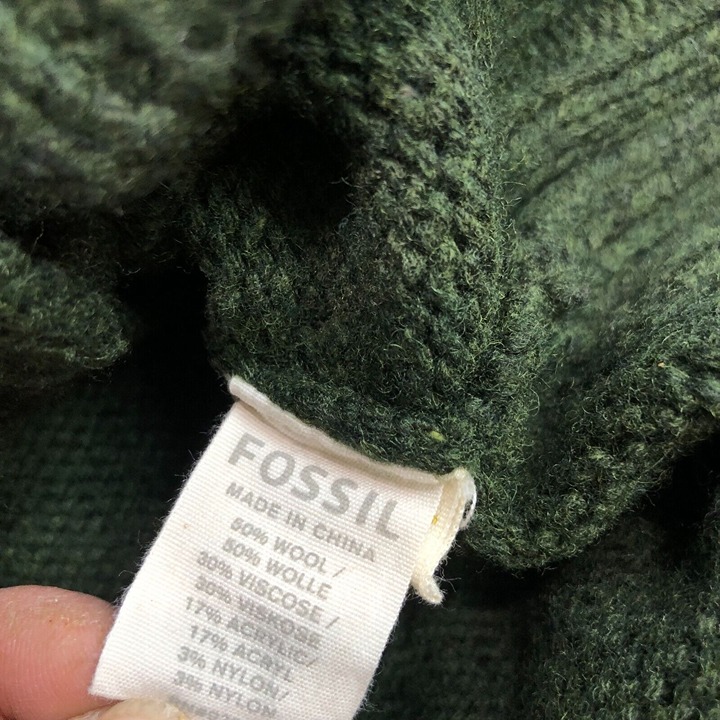 FOSSIL
MADE IN CHINA
50% WOOL /
50% WOLLE
30% VISCOSE /
30% VISKOSE
17% ACRYLIC/
17% ACRYL
3% NYLON/
3% NYLON